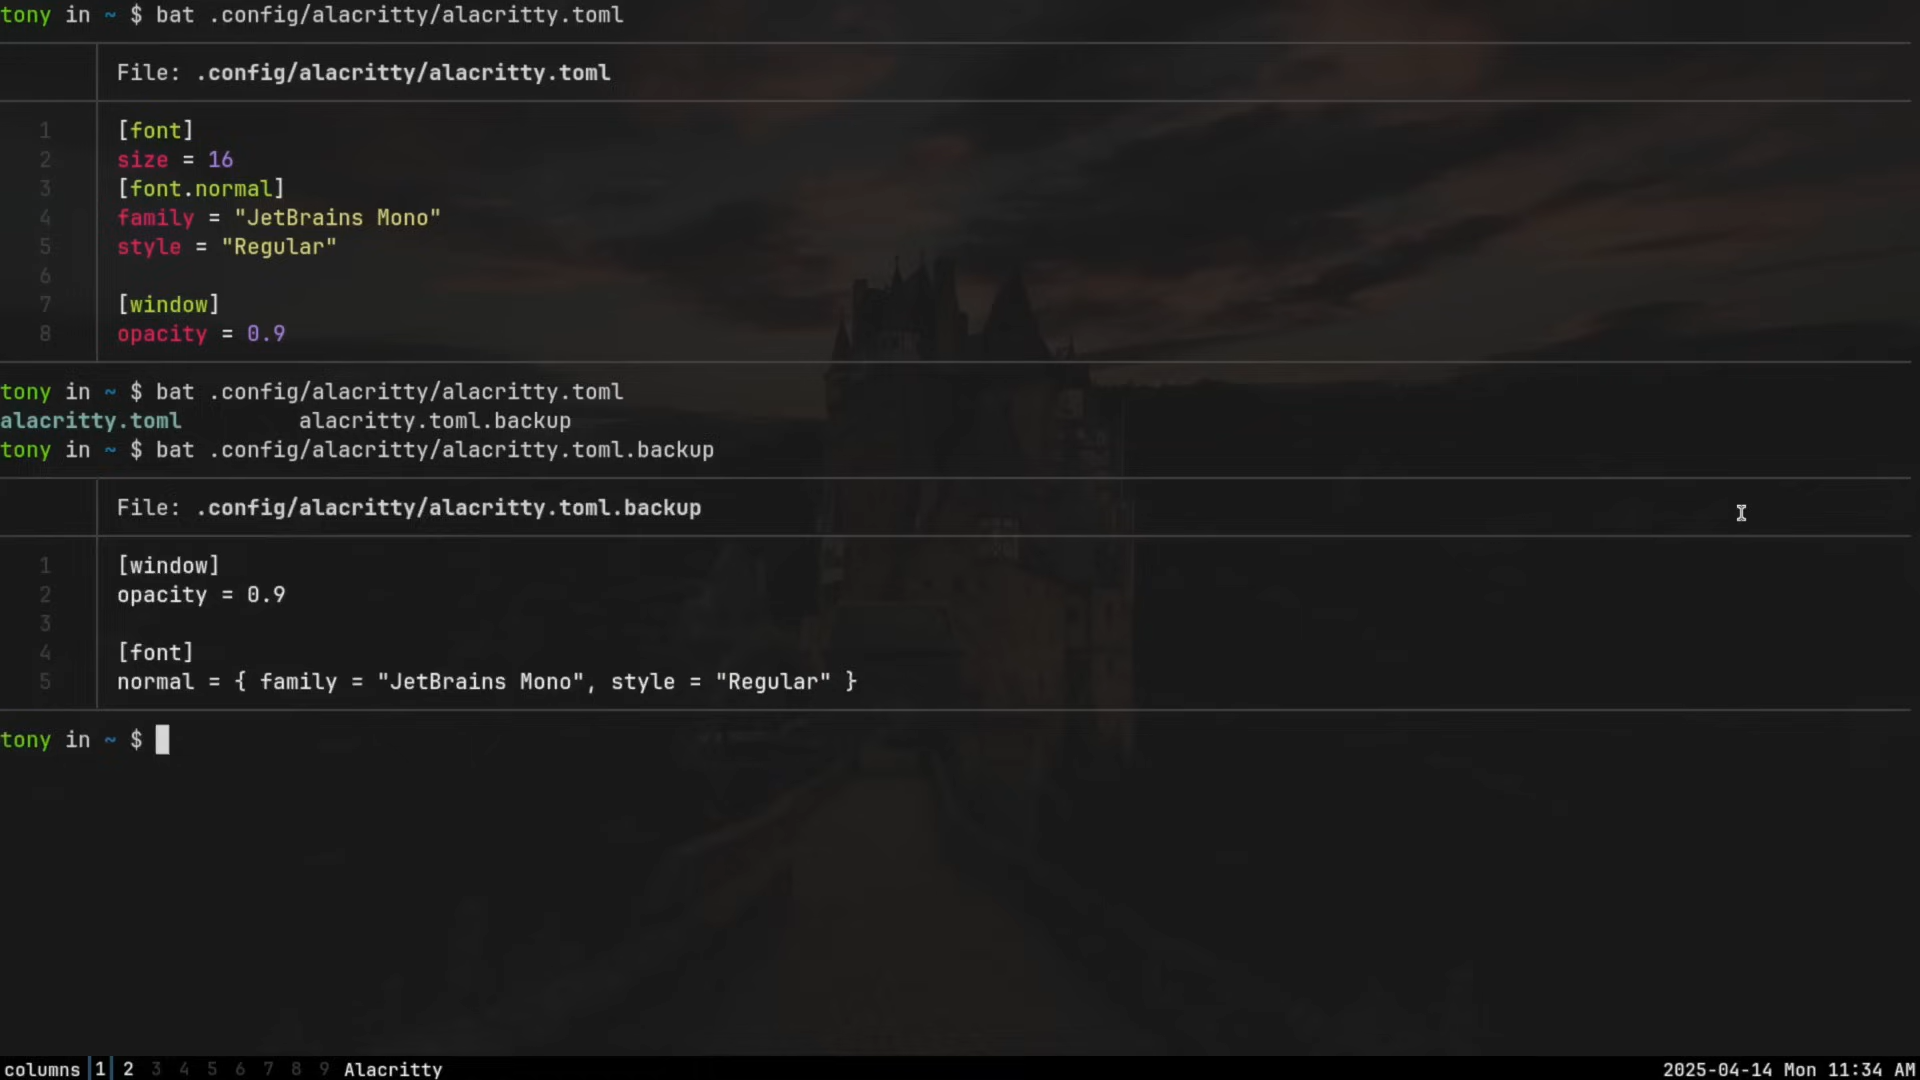 tony in ~ $ bat .config/alacritty/alacritty.toml
File: .config/alacritty/alacritty.toml
1 [font]
2 size = 16
3 [font.normal]
4 family = "JetBrains Mono"
5 style = "Regular"
6
7 [window]
8 opacity = 0.9
tony in ~ $ bat .config/alacritty/alacritty.toml
alacritty.toml alacritty.toml.backup
tony in ~ $ bat .config/alacritty/alacritty.toml.backup
File: .config/alacritty/alacritty.toml.backup
1 [window]
2 opacity = 0.9
3
4 [font]
5 normal = { family = "JetBrains Mono", style = "Regular" }
tony in ~ $
columns 1 2 3 4 5 6 7 8 9 Alacritty 2025-04-14 Mon 11:34 AM